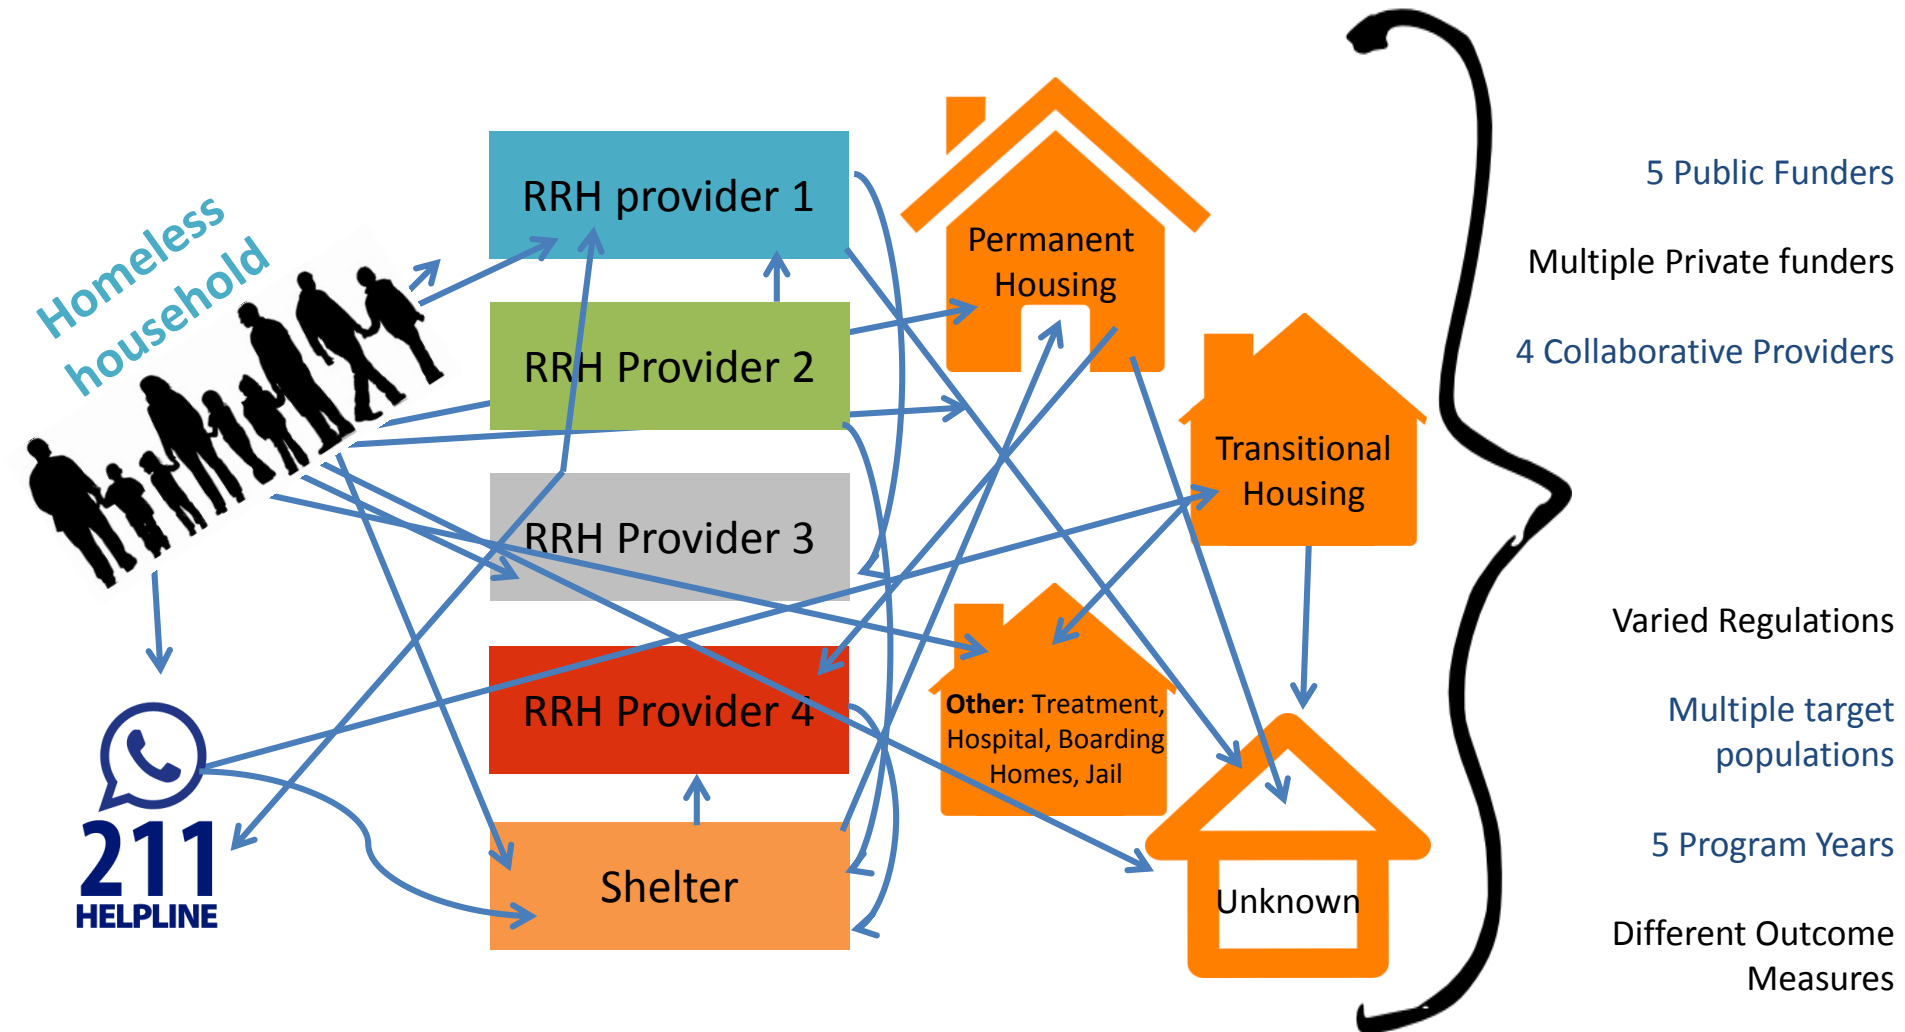 Homeless
household
RRH provider 1
RRH Provider 2
RRH Provider 3
RRH Provider 4
Shelter
211
HELPLINE
Permanent
Housing
Transitional
Housing
Other: Treatment,
Hospital, Boarding
Homes, Jail
Unknown
5 Public Funders
Multiple Private funders
4 Collaborative Providers
Varied Regulations
Multiple target
populations
5 Program Years
Different Outcome
Measures